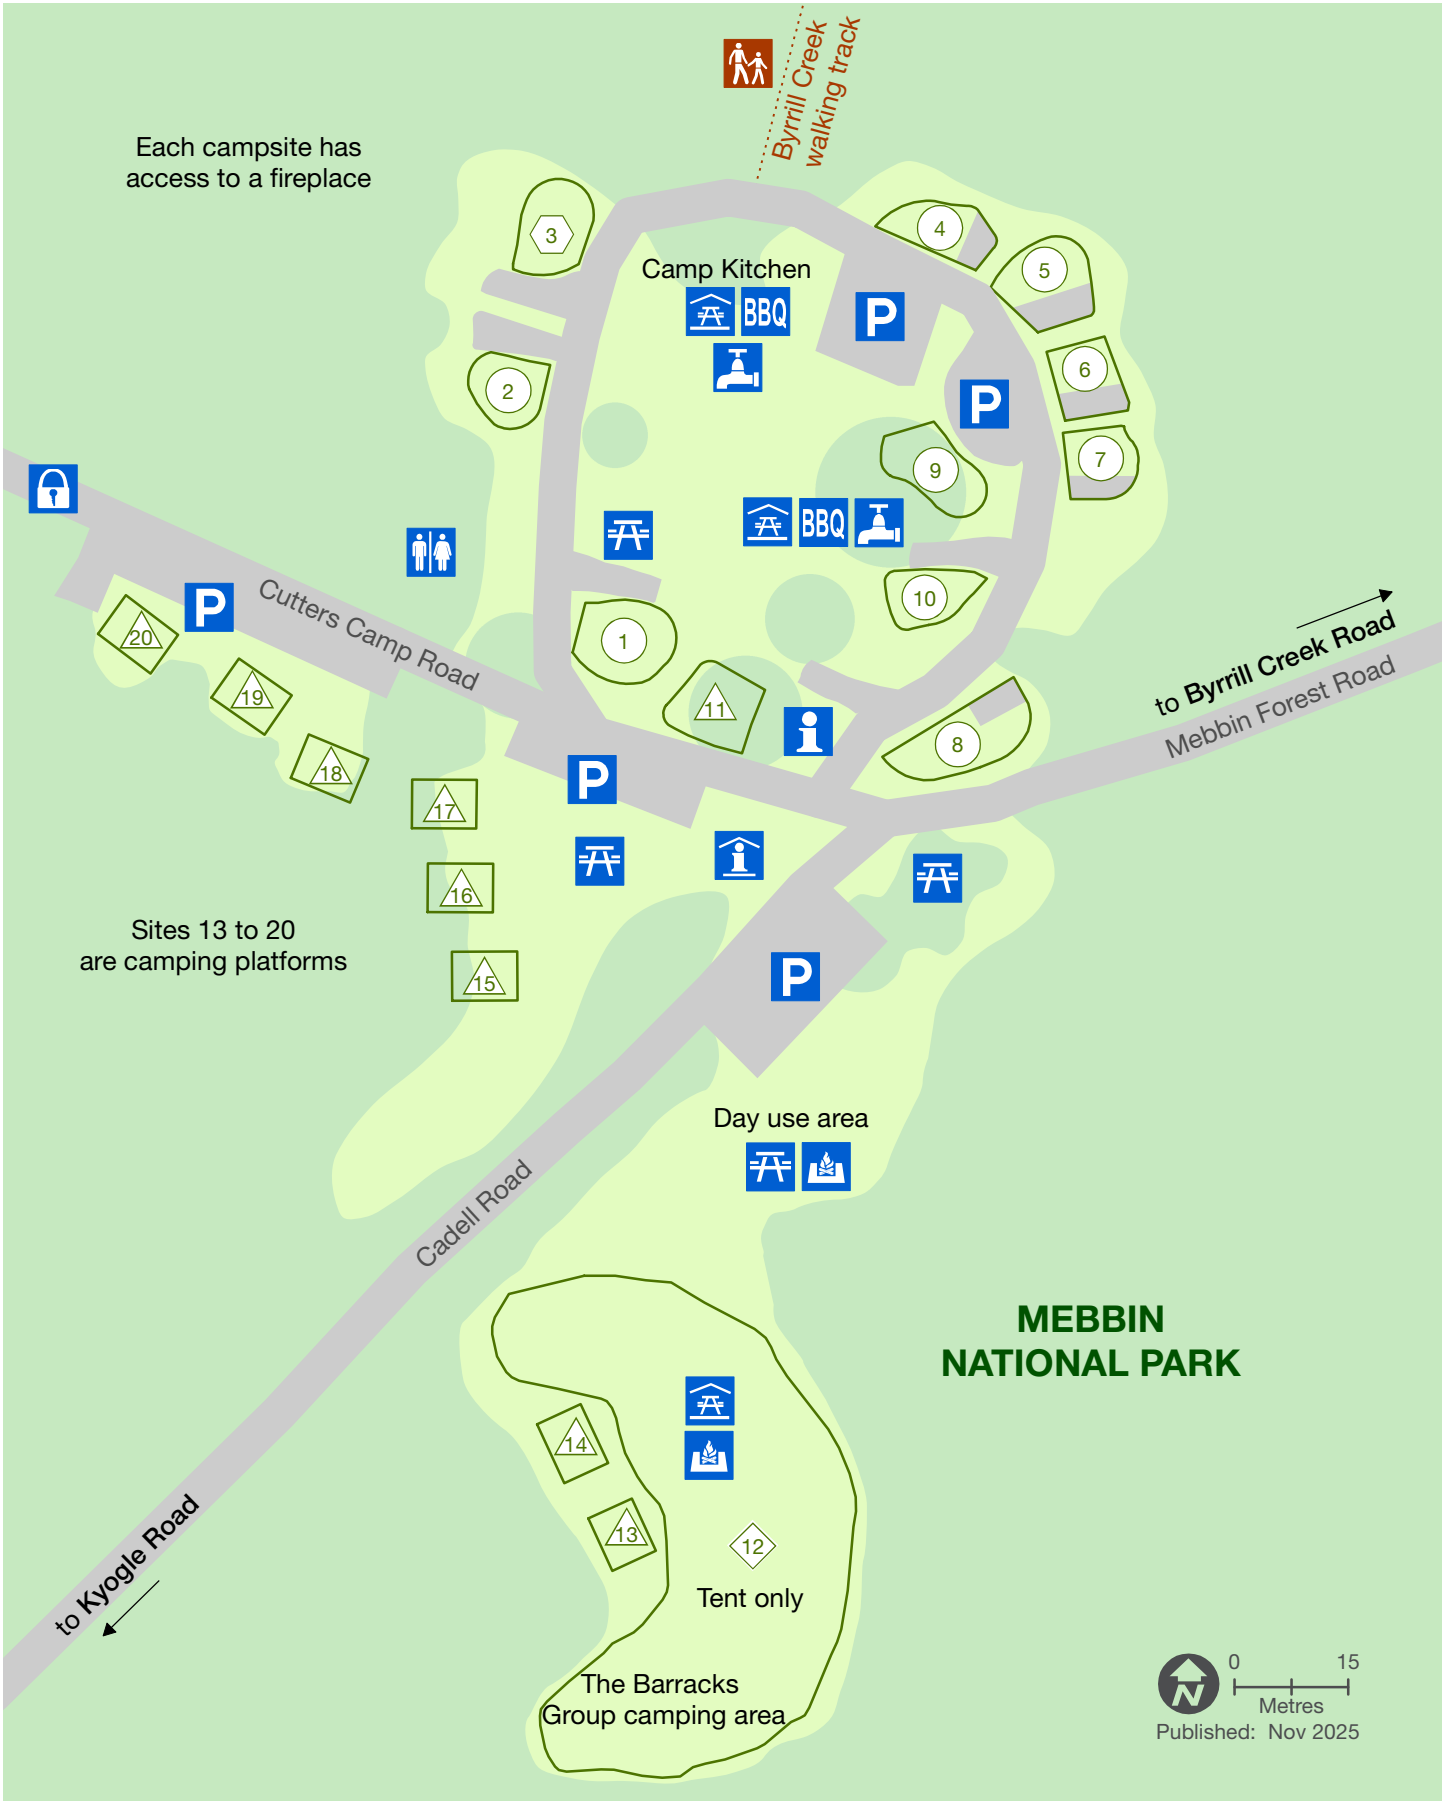 Byrrill Creek
walking track
Each campsite has
access to a fireplace
3
4
5
Camp Kitchen
BBQ
P
6
2
P
7
9
BBQ
P
Cutters Camp Road
10
20
1
to Byrrill Creek Road
Mebbin Forest Road
19
11
8
18
P
17
16
Sites 13 to 20
are camping platforms
15
P
Day use area
Cadell Road
MEBBIN
NATIONAL PARK
14
13
12
Tent only
to Kyogle Road
The Barracks
Group camping area
N
0 15
Metres
Published: Nov 2025